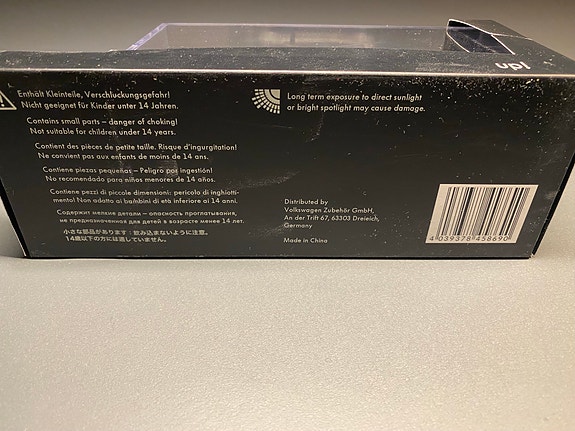 Enthält Kleinteile, Verschluckungsgefahr!
Nicht geeignet für Kinder unter 14 Jahren.
Contains small parts – danger of choking!
Not suitable for children under 14 years.
Contient des pièces de petite taille. Risque d'ingurgitation!
Ne convient pas aux enfants de moins de 14 ans.
Contiene piezas pequeñas – Peligro por ingestión!
No recomendado para niños menores de 14 años.
Contiene pezzi di piccole dimensioni: pericolo di inghiotti-
mento! Non adatto ai bambini di età inferiore ai 14 anni.
Содержит мелкие детали – опасность проглатывания,
не предназначенной для детей в возрасте менее 14 лет.
小さな部品があります：飲み込まないように注意。
14歳以下の方には適していません。
Long term exposure to direct sunlight
or bright spotlight may cause damage.
Distributed by
Volkswagen Zubehör GmbH,
An der Trift 67, 63303 Dreieich,
Germany
Made in China
4 039378 458690